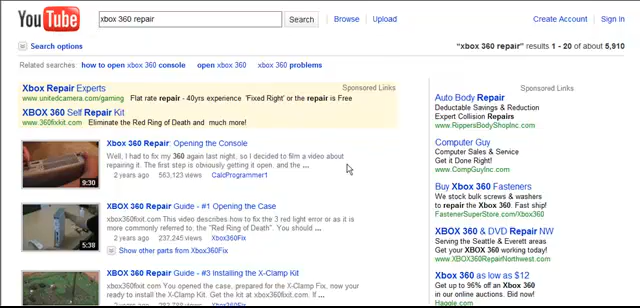 YouTube
xbox 360 repair
Search
Browse
Upload
Create Account
Sign In
Search options
"xbox 360 repair" results 1 - 20 of about 5,910
Related searches: how to open xbox 360 console open xbox 360 xbox 360 problems
Xbox Repair Experts
Sponsored Links
www.unitedcamera.com/gaming Flat rate repair - 40yrs experience 'Fixed Right' or the repair is Free
XBOX 360 Self Repair Kit
www.360fixkit.com Eliminate the Red Ring of Death and much more!
9:30
Xbox 360 Repair: Opening the Console
Well, I had to fix my 360 again last night, so I decided to film a video about
repairing it. The first step is obviously getting it open. and the ...
2 years ago 563,123 views CalcProgrammer1
5:38
Xbox 360 Repair Guide - #1 Opening the Case
xbox360fixit.com This video describes how to fix the 3 red light error or as it is
more commonly referred to, the "Red Ring of Death". You should ...
2 years ago 237,245 views Xbox360Fix
Show other parts from Xbox360Fix
XBOX 360 Repair Guide - #3 Installing the X-Clamp Kit
Xbox360fixit.com You opened the case, prepared for the X-Clamp Fix, now your
ready to install the X-Clamp. Get the kit at xbox360fixit.com. If ...
2 years ago
views Xbox360Fix
Sponsored Links
Auto Body Repair
Deductable Savings & Reduction
Expert Collision Repairs
www.RippersBodyShopInc.com
Computer Guy
Computer Sales & Service
Get it Done Right!
www.CompGuyInc.com
Buy Xbox 360 Fasteners
We stock bulk screws & washers
to repair the Xbox 360. Fast ship!
FastenerSuperStore.com/Xbox360
XBOX 360 & DVD Repair NW
Serving the Seattle & Everett areas
Get your XBOX 360 working today!
www.XBOX360RepairNorthwest.com
Xbox 360 as low as $12
Get up to 96% off an Xbox 360
in our online auctions. Bid now!
Haggle.com